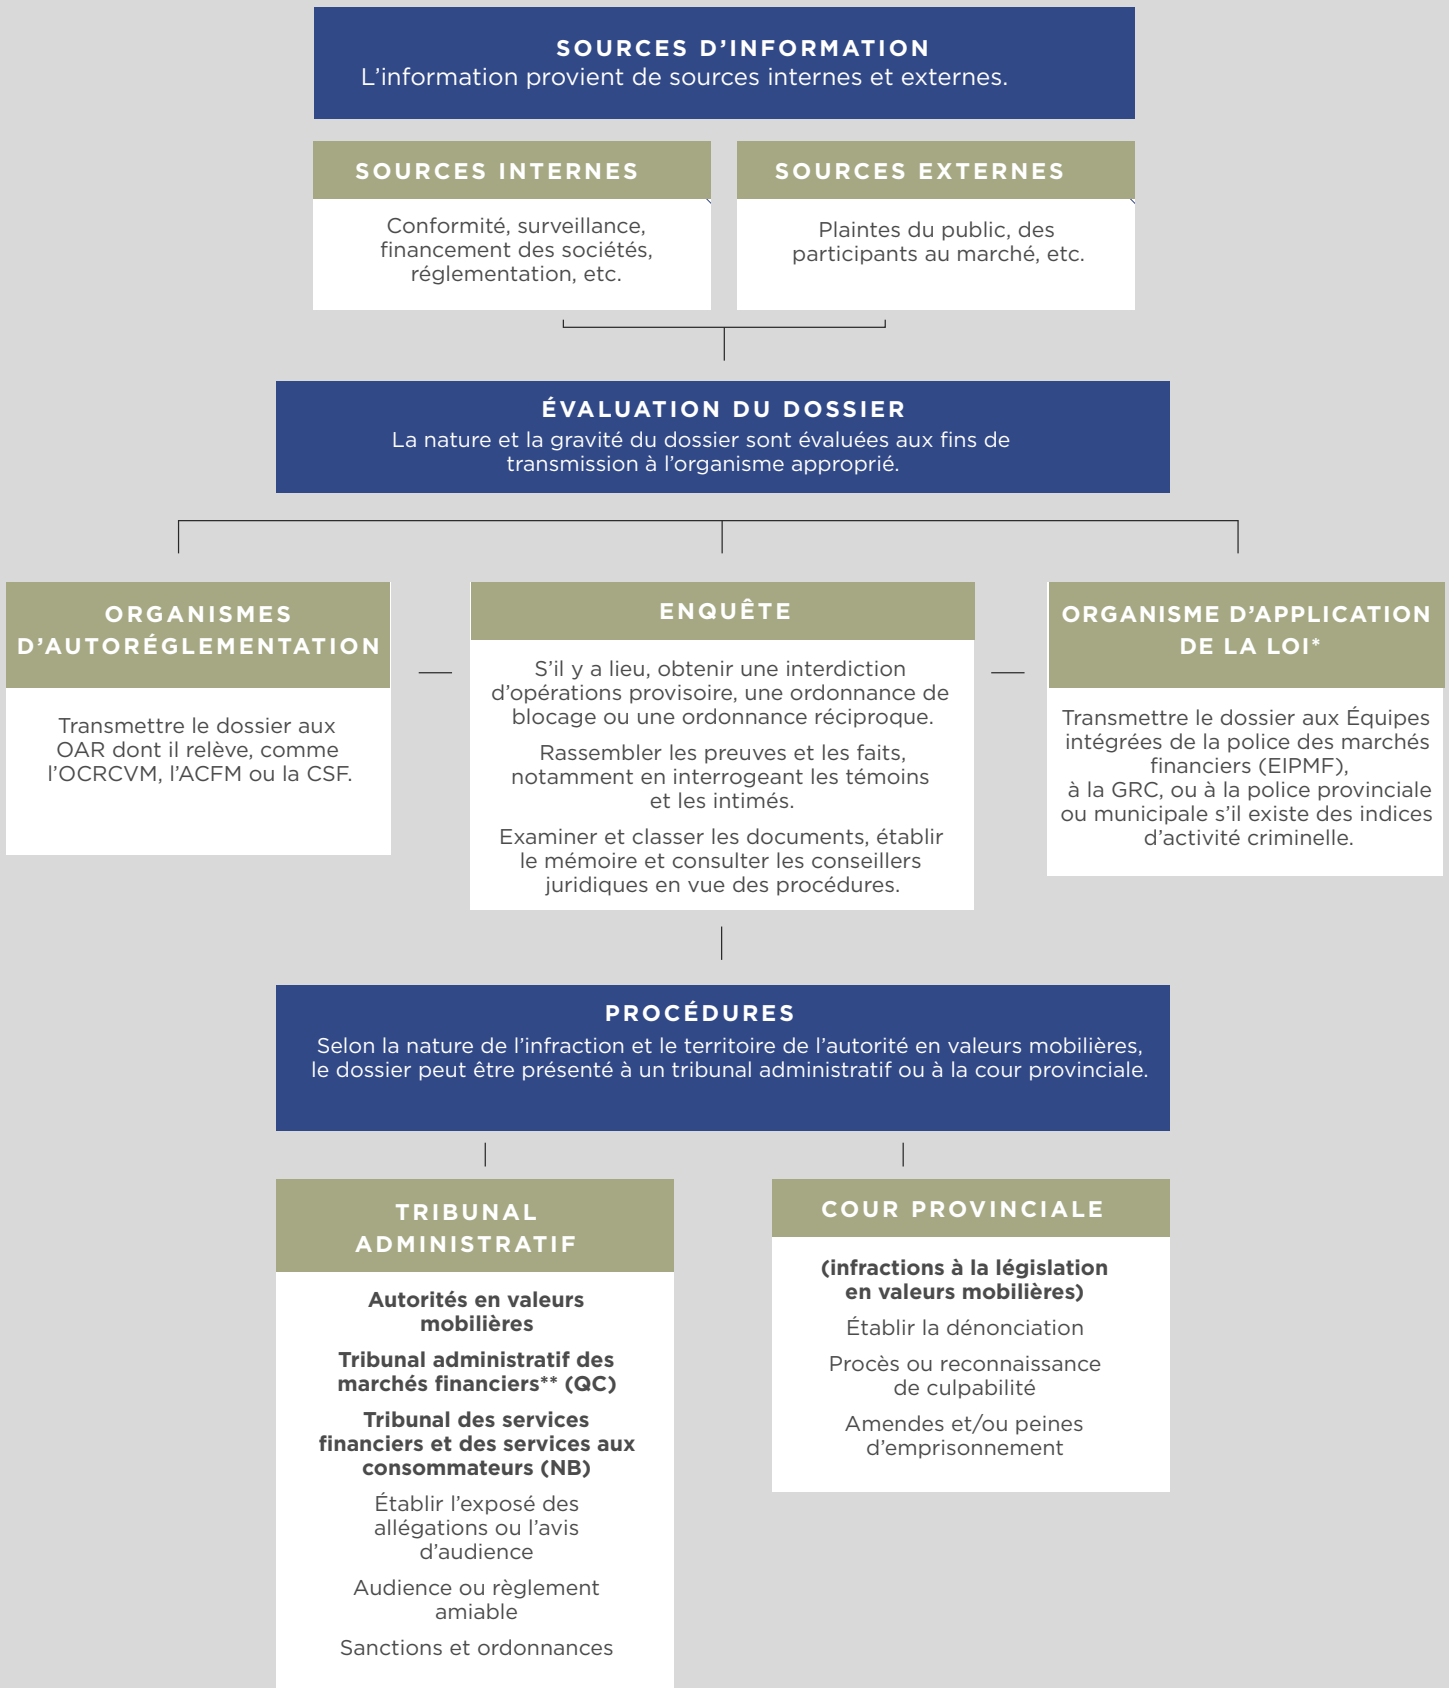 SOURCES D’INFORMATION
L’information provient de sources internes et externes.
SOURCES INTERNES
Conformité, surveillance,
financement des sociétés,
réglementation, etc.
SOURCES EXTERNES
Plaintes du public, des
participants au marché, etc.
ÉVALUATION DU DOSSIER
La nature et la gravité du dossier sont évaluées aux fins de
transmission à l’organisme approprié.
ORGANISMES
D’AUTORÉGLEMENTATION
Transmettre le dossier aux
OAR dont il relève, comme
l’OCRCVM, l’ACFM ou la CSF.
ENQUÊTE
S’il y a lieu, obtenir une interdiction
d’opérations provisoire, une ordonnance de
blocage ou une ordonnance réciproque.
Rassembler les preuves et les faits,
notamment en interrogeant les témoins
et les intimés.
Examiner et classer les documents, établir
le mémoire et consulter les conseillers
juridiques en vue des procédures.
ORGANISME D’APPLICATION
DE LA LOI*
Transmettre le dossier aux Équipes
intégrées de la police des marchés
financiers (EIPMF),
à la GRC, ou à la police provinciale
ou municipale s’il existe des indices
d’activité criminelle.
PROCÉDURES
Selon la nature de l’infraction et le territoire de l’autorité en valeurs mobilières,
le dossier peut être présenté à un tribunal administratif ou à la cour provinciale.
TRIBUNAL
ADMINISTRATIF
Autorités en valeurs
mobilières
Tribunal administratif des
marchés financiers** (QC)
Tribunal des services
financiers et des services aux
consommateurs (NB)
Établir l’exposé des
allégations ou l’avis
d’audience
Audience ou règlement
amiable
Sanctions et ordonnances
COUR PROVINCIALE
(infractions à la législation
en valeurs mobilières)
Établir la dénonciation
Procès ou reconnaissance
de culpabilité
Amendes et/ou peines
d’emprisonnement